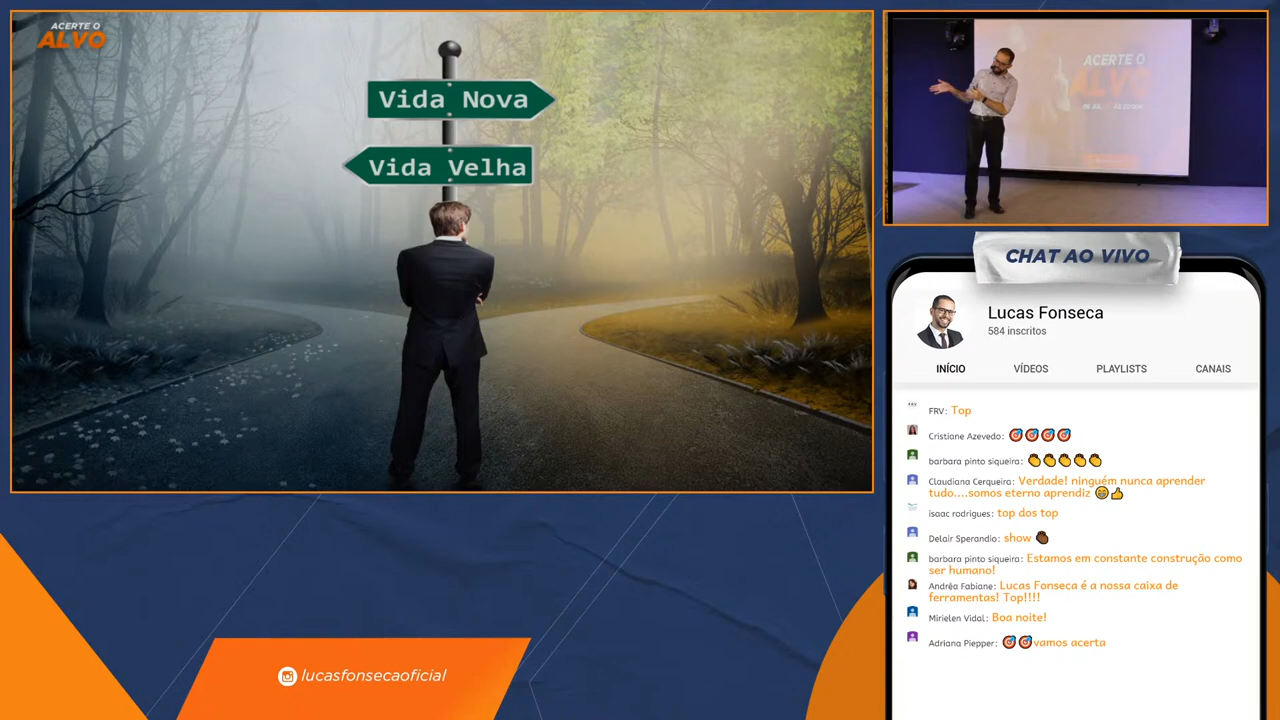 ACERTE O
ALVO
Vida Nova
Vida Velha
ACERTE O
ALVO
CHAT AO VIVO
Lucas Fonseca
584 inscritos
INÍCIO VÍDEOS PLAYLISTS CANAIS
FRV: Top
Cristiane Azevedo: 🎯🎯🎯🎯
barbara pinto siqueira: 👏👏👏👏👏
Claudiana Cerqueira: Verdade! ninguém nunca aprender
tudo....somos eterno aprendiz 😁👍
isaac rodrigues: top dos top
Delair Sperandio: show 👏🏾
barbara pinto siqueira: Estamos em constante construção como
ser humano!
Andrêa Fabiane: Lucas Fonseca é a nossa caixa de
ferramentas! Top!!!!
Mirielen Vidal: Boa noite!
Adriana Piepper: 🎯🎯vamos acerta
lucasfonsecaoficial